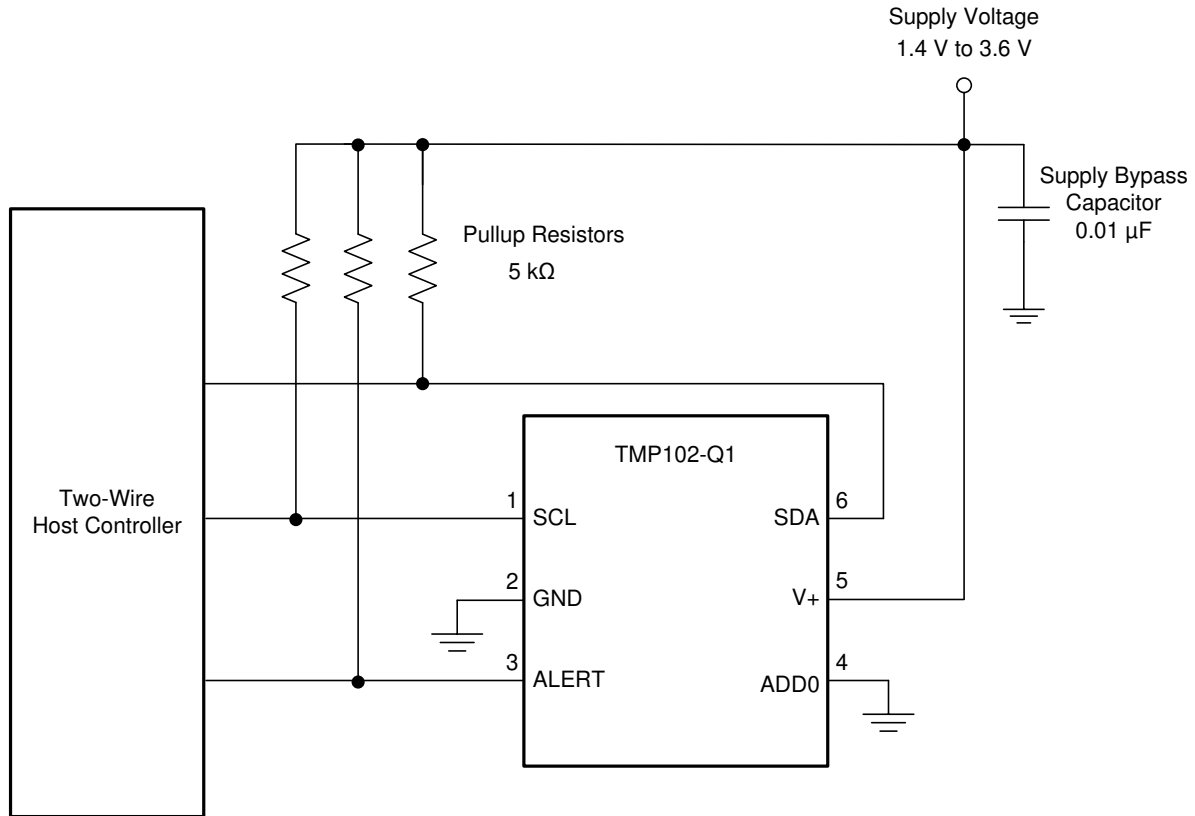 Supply Voltage
1.4 V to 3.6 V
Supply Bypass
Capacitor
0.01 µF
Pullup Resistors
5 kΩ
Two-Wire
Host Controller
TMP102-Q1
1
SCL
2
GND
3
ALERT
6
SDA
5
V+
4
ADD0